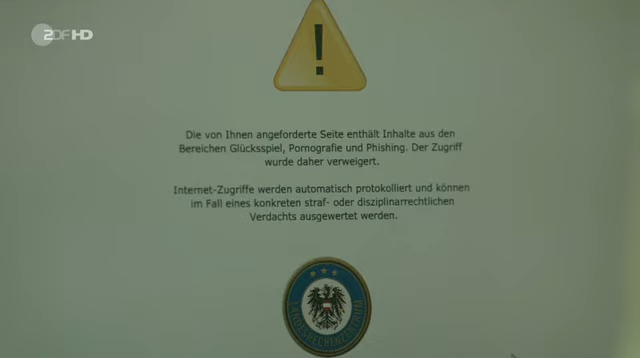 ZDF HD
!
Die von Ihnen angeforderte Seite enthält Inhalte aus den
Bereichen Glücksspiel, Pornografie und Phishing. Der Zugriff
wurde daher verweigert.
Internet-Zugriffe werden automatisch protokolliert und können
im Fall eines konkreten straf- oder disziplinarrechtlichen
Verdachts ausgewertet werden.
LANDESRECHENZENTRUM